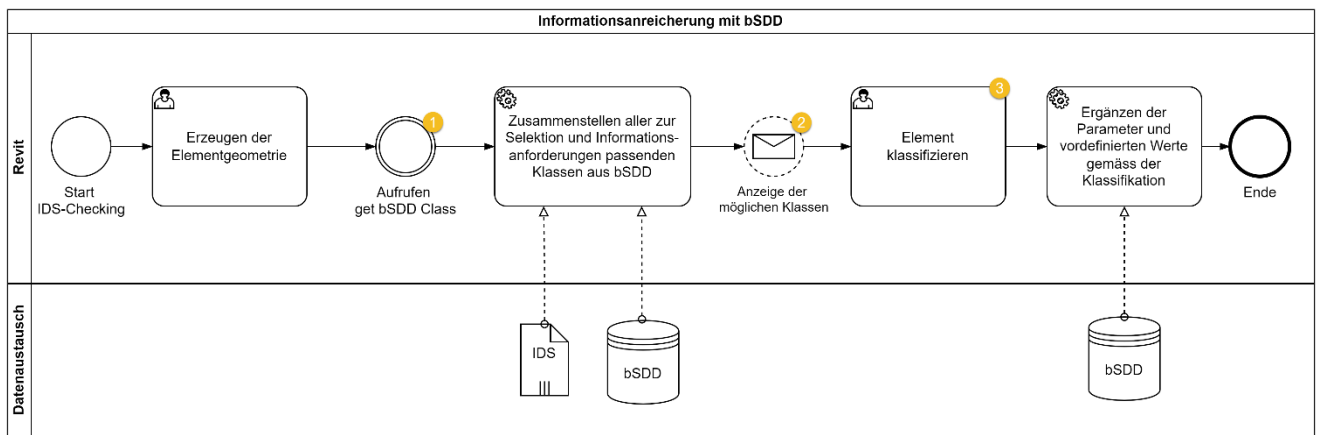 Informationsanreicherung mit bSDD
Revit
Start
IDS-Checking
Erzeugen der
Elementgeometrie
1
Aufrufen
get bSDD Class
Zusammenstellen aller zur
Selektion und Informations-
anforderungen passenden
Klassen aus bSDD
2
Anzeige der
möglichen Klassen
3
Element
klassifizieren
Ergänzen der
Parameter und
vordefinierten Werte
gemäss der
Klassifikation
Ende
Datenaustausch
IDS
bSDD
bSDD